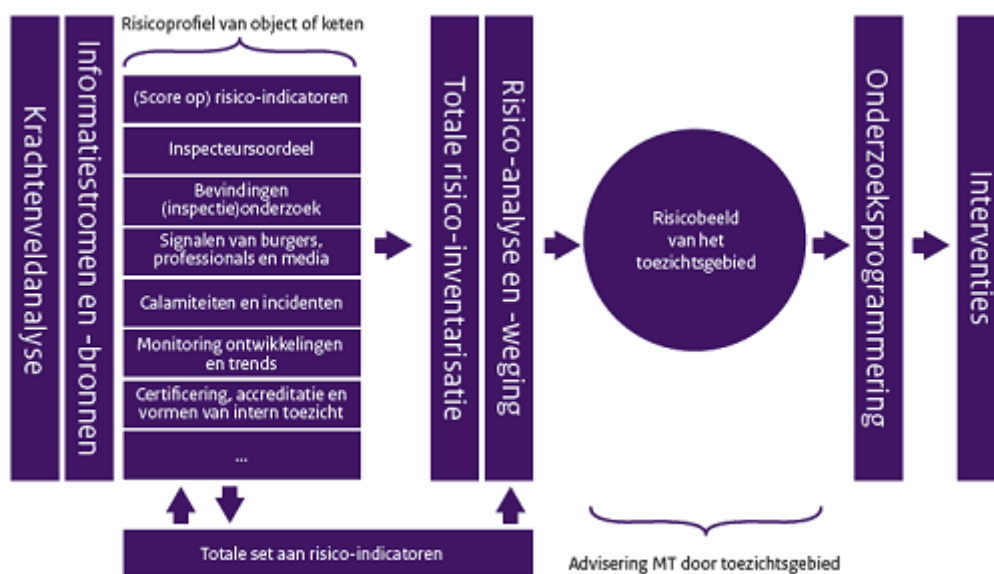 Krachtenveldanalyse
Informatiestromen en -bronnen
Risicoprofiel van object of keten
(Score op) risico-indicatoren
Inspecteursoordeel
Bevindingen
(inspectie)onderzoek
Signalen van burgers,
professionals en media
Calamiteiten en incidenten
Monitoring ontwikkelingen
en trends
Certificering, accreditatie en
vormen van intern toezicht
...
Totale set aan risico-indicatoren
Totale risico-inventarisatie
Risico-analyse en -weging
Risicobeeld
van het
toezichtsgebied
Advisering MT door toezichtsgebied
Onderzoeksprogrammering
Interventies